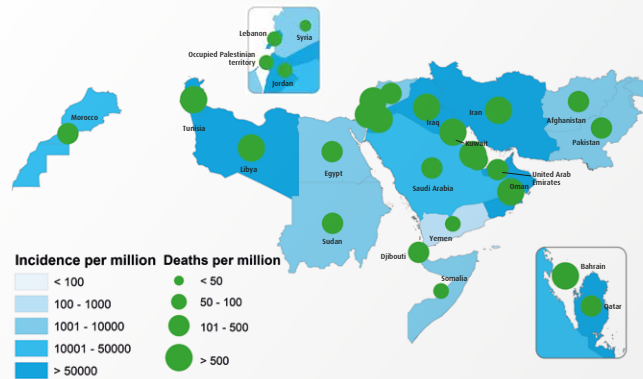 Lebanon
Syria
Occupied Palestinian
territory
Jordan
Morocco
Tunisia
Libya
Egypt
Sudan
Iraq
Iran
Kuwait
Afghanistan
Pakistan
Saudi Arabia
United Arab
Emirates
Oman
Yemen
Djibouti
Somalia
Bahrain
Qatar
Incidence per million
< 100
100 - 1000
1001 - 10000
10001 - 50000
> 50000
Deaths per million
< 50
50 - 100
101 - 500
> 500